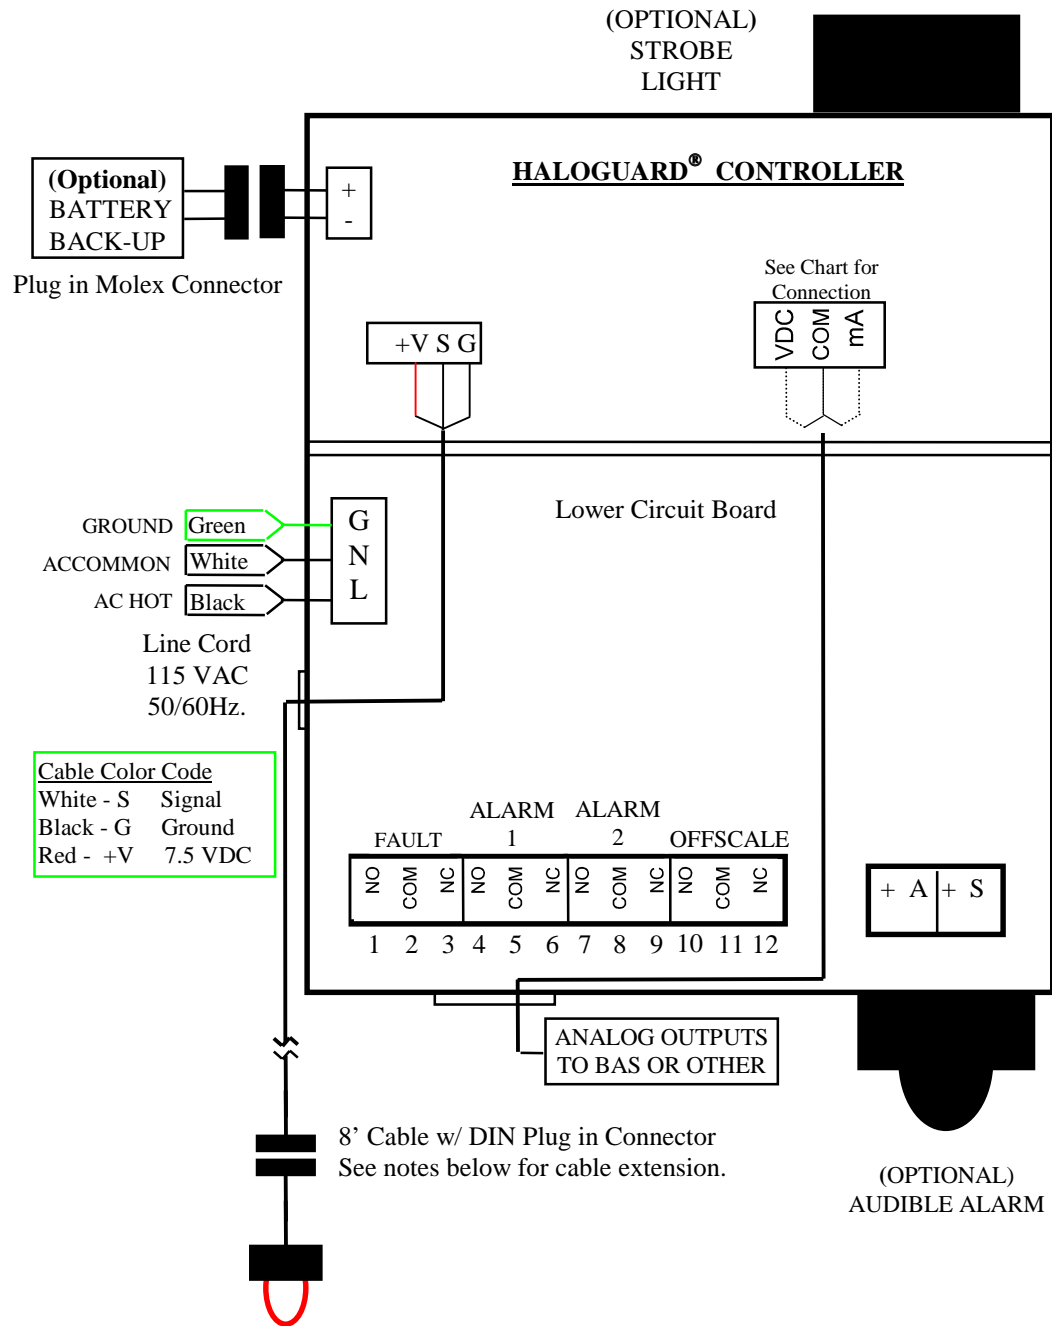 (OPTIONAL)
STROBE
LIGHT
HALOGUARD® CONTROLLER
(Optional)
BATTERY
BACK-UP
+
-
Plug in Molex Connector
See Chart for
Connection
VDC COM mA
+V S G
Lower Circuit Board
GROUND Green G
ACCOMMON White N
AC HOT Black L
Line Cord
115 VAC
50/60Hz.
Cable Color Code
White - S Signal
Black - G Ground
Red - +V 7.5 VDC
FAULT ALARM 1 ALARM 2 OFFSCALE
NO COM NC NO COM NC NO COM NC NO COM NC
1 2 3 4 5 6 7 8 9 10 11 12
+ A + S
ANALOG OUTPUTS
TO BAS OR OTHER
8’ Cable w/ DIN Plug in Connector
See notes below for cable extension.
(OPTIONAL)
AUDIBLE ALARM